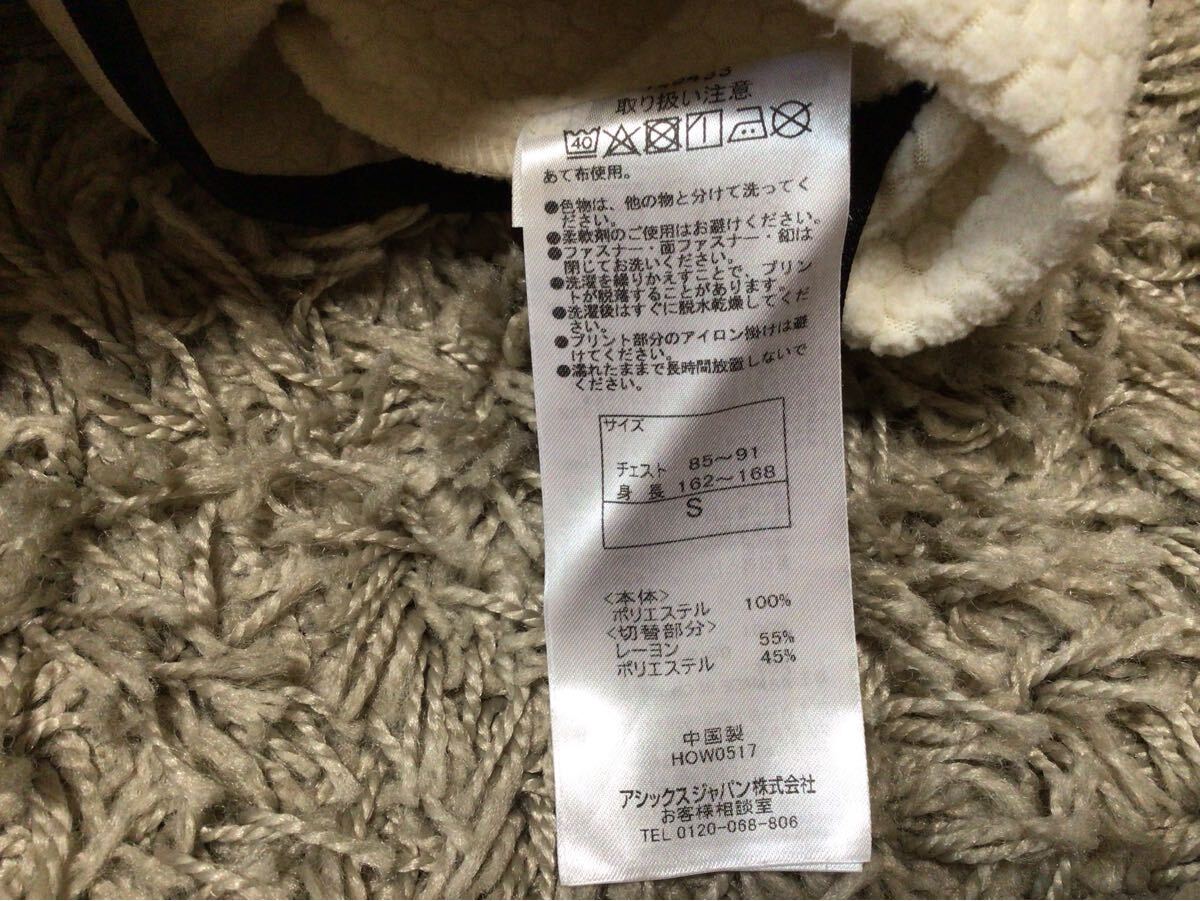 取り扱い注意
40
あて布使用。
●色物は、他の物と分けて洗ってく
ださい。
●柔軟剤のご使用はお避けください。
●ファスナー・面ファスナー・釦は
閉じてお洗いください。
●洗濯を繰りかえすことで、プリン
トが脱落することがあります。
●洗濯後はすぐに脱水乾燥してくだ
さい。
●プリント部分のアイロン掛けは避
けてください。
●濡れたままで長時間放置しないで
ください。
サイズ
チェスト 85～91
身長 162～168
S
<本体>
ポリエステル 100%
<切替部分>
レーヨン 55%
ポリエステル 45%
中国製
HOW0517
アシックスジャパン株式会社
お客様相談室
TEL 0120-068-806